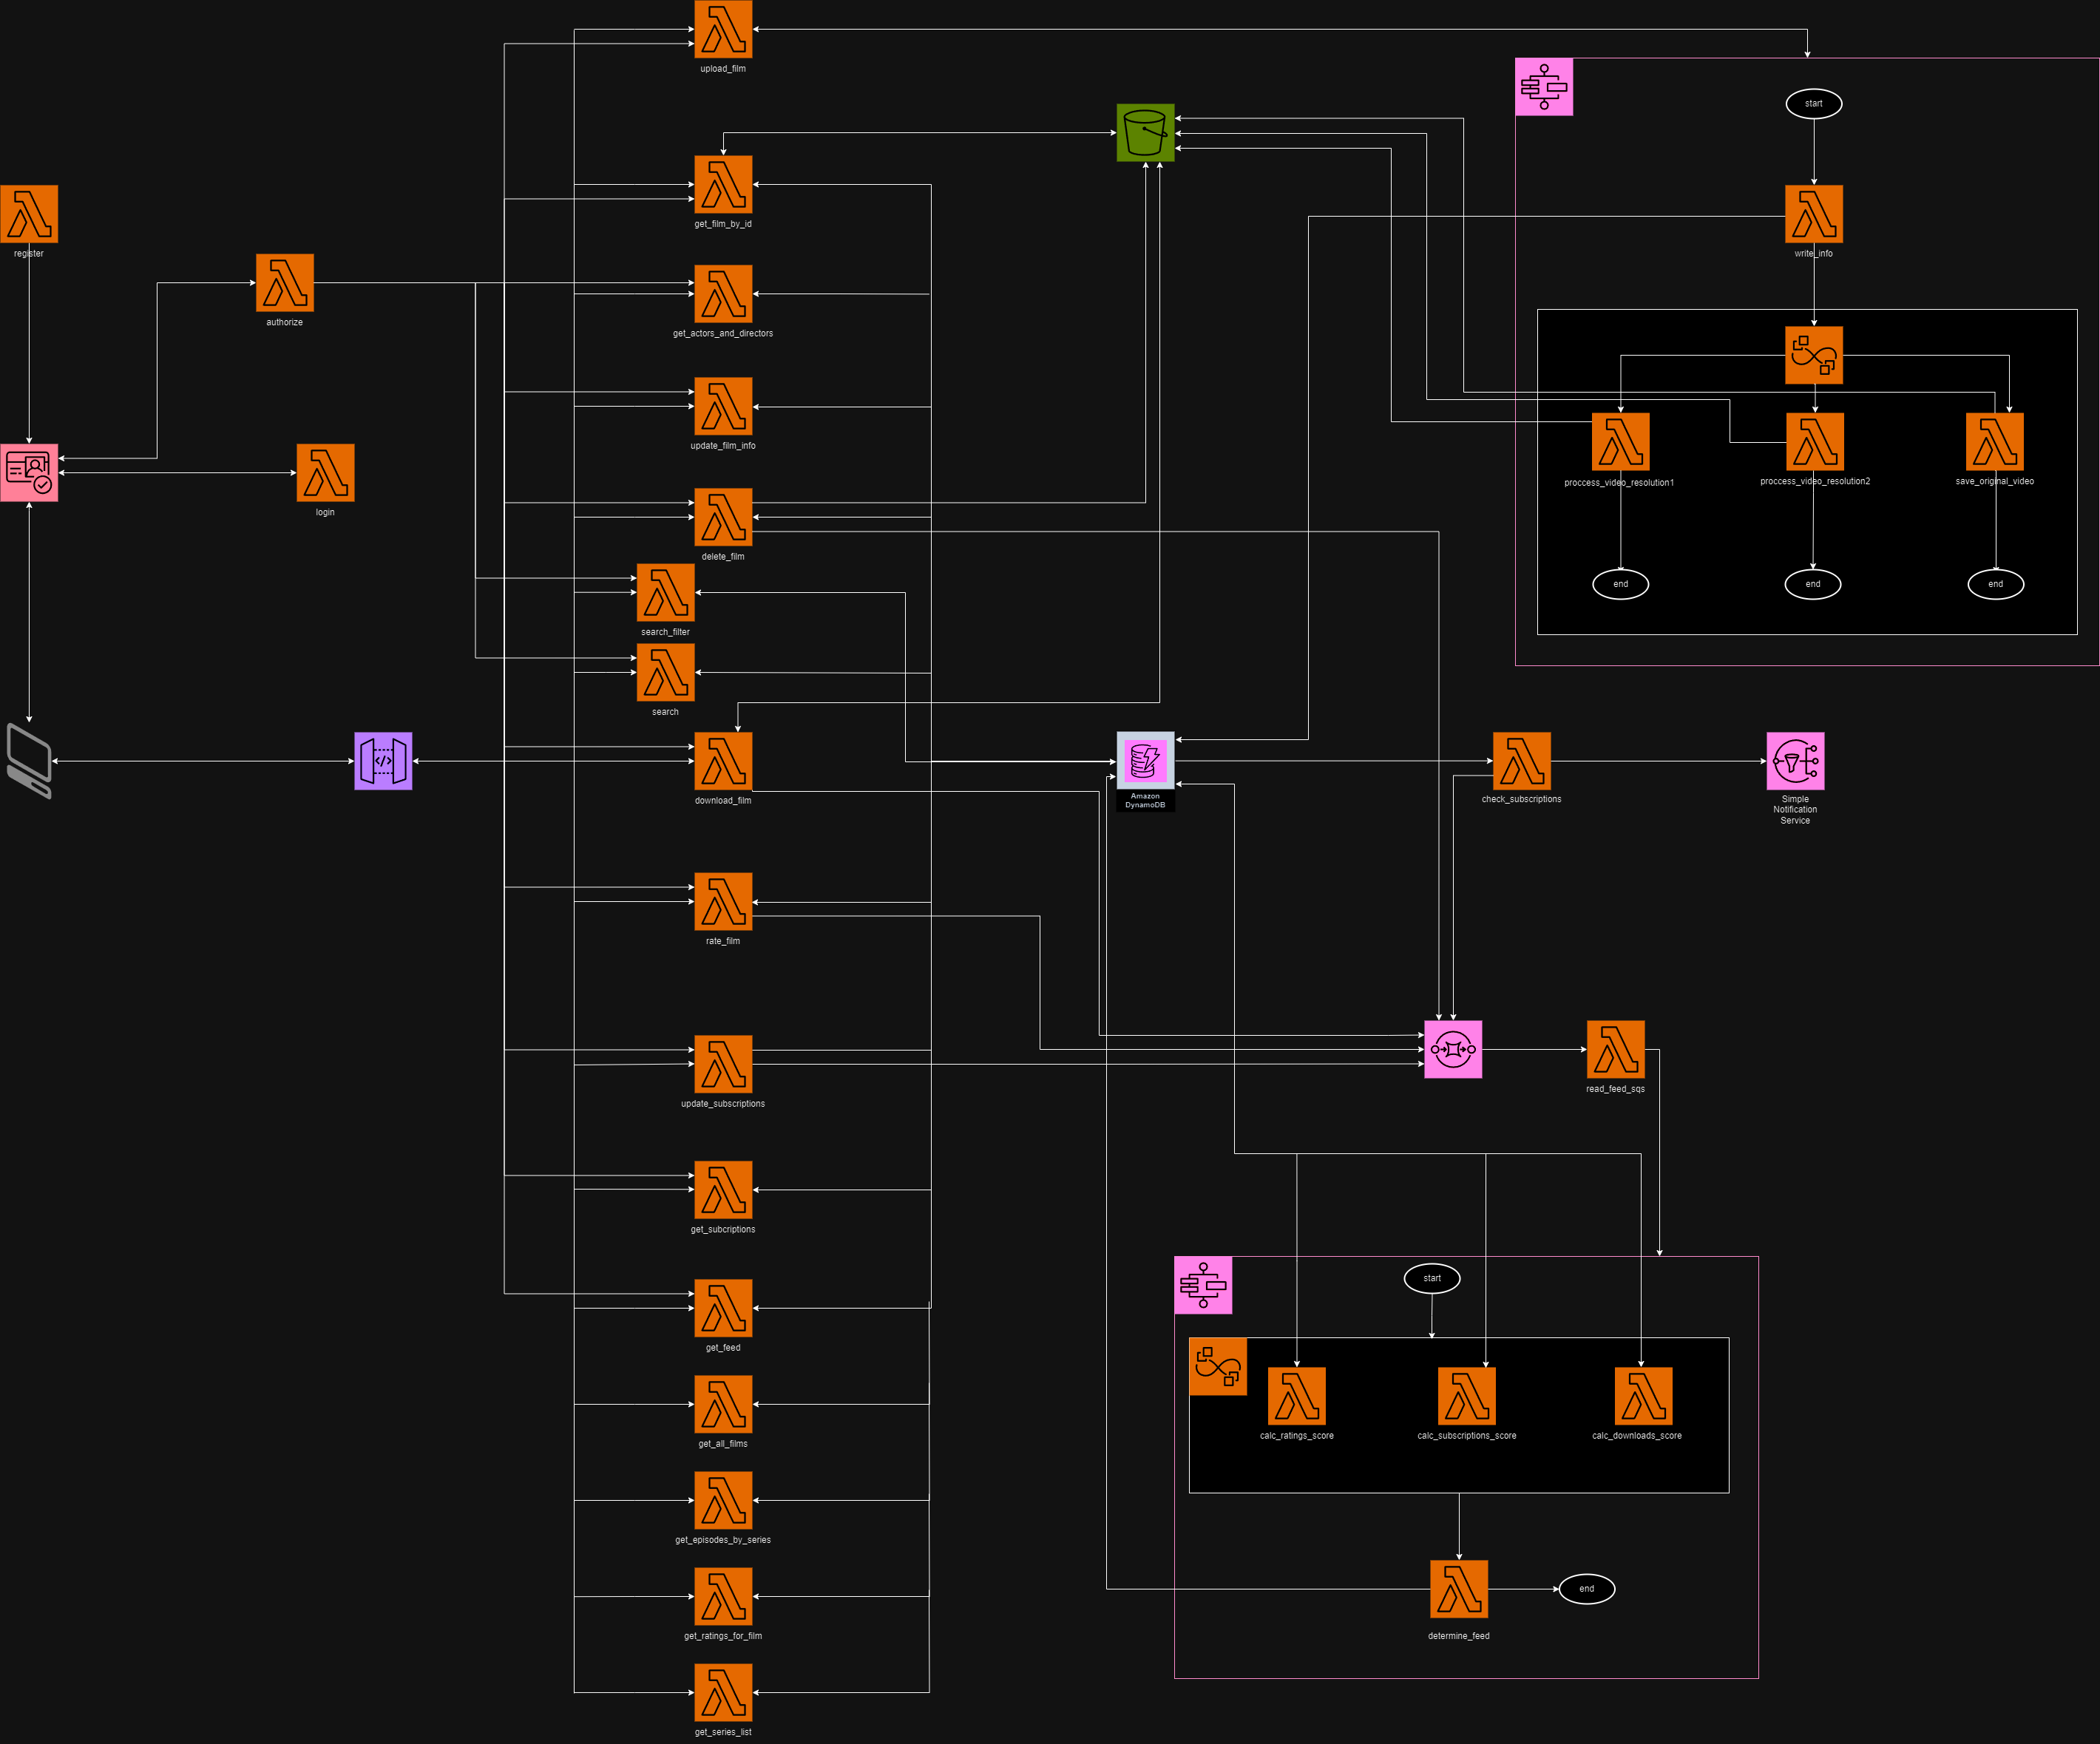 upload_film
start
get_film_by_id
register
write_info
authorize
get_actors_and_directors
update_film_info
proccess_video_resolution1
proccess_video_resolution2
save_original_video
login
delete_film
end
end
end
search_filter
search
download_film
Amazon
DynamoDB
check_subscriptions
Simple
Notification
Service
rate_film
update_subscriptions
read_feed_sqs
get_subcriptions
start
get_feed
get_all_films
calc_ratings_score
calc_subscriptions_score
calc_downloads_score
get_episodes_by_series
end
get_ratings_for_film
determine_feed
get_series_list